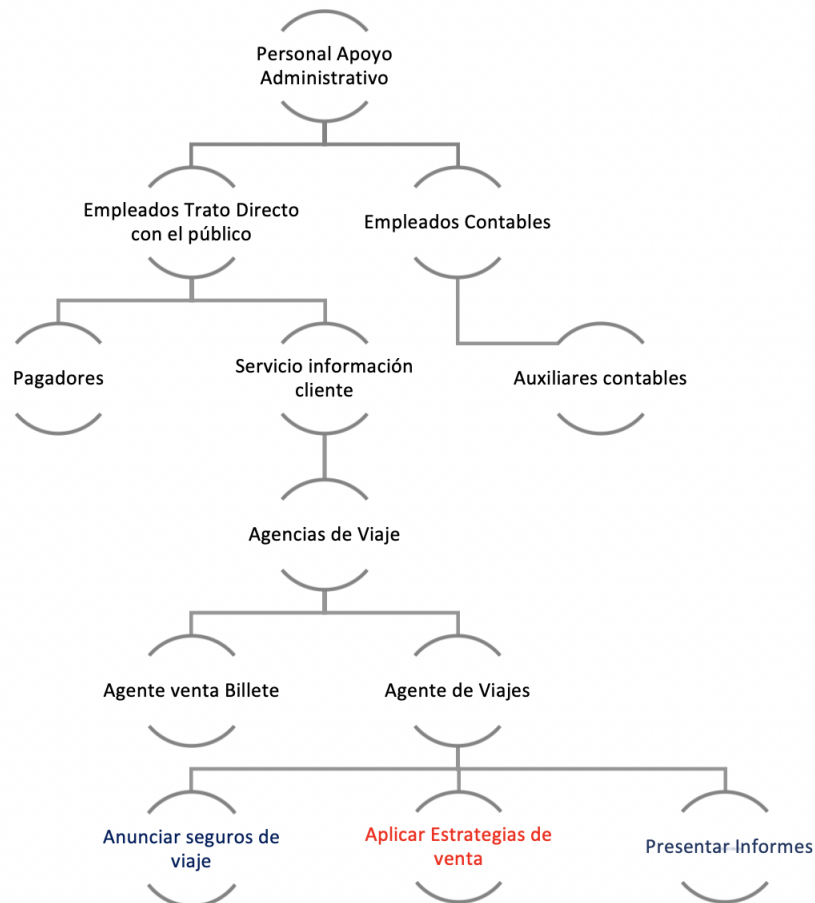 Personal Apoyo
Administrativo
Empleados Trato Directo
con el público
Empleados Contables
Pagadores
Servicio información
cliente
Auxiliares contables
Agencias de Viaje
Agente venta Billete
Agente de Viajes
Anunciar seguros de
viaje
Aplicar Estrategias de
venta
Presentar Informes